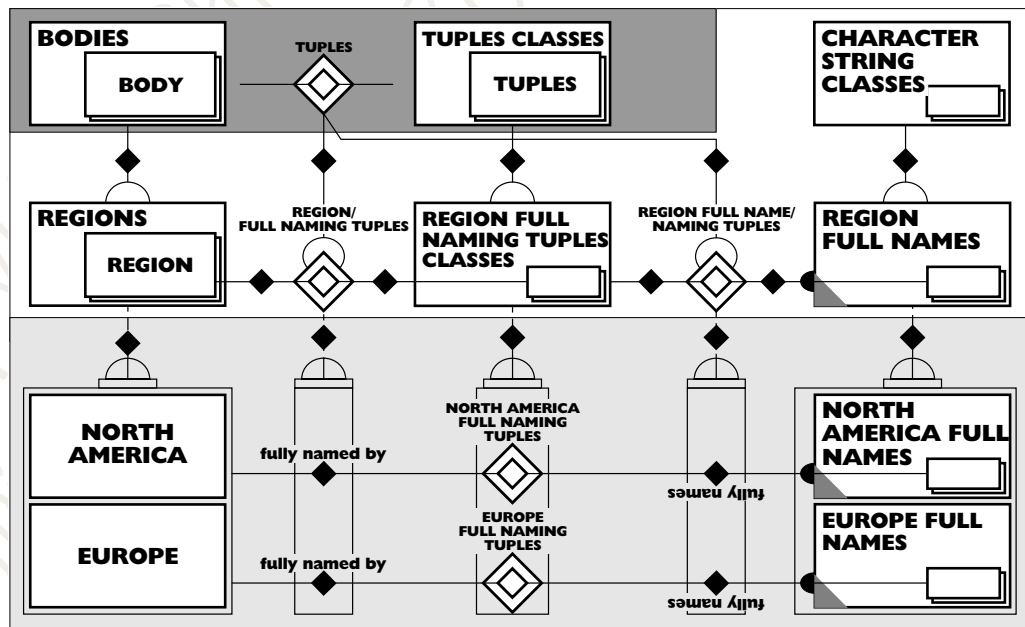 BODIES
BODY
TUPLES
TUPLES CLASSES
TUPLES
CHARACTER
STRING
CLASSES
REGIONS
REGION
REGION/
FULL NAMING TUPLES
REGION FULL
NAMING TUPLES
CLASSES
REGION FULL NAME/
NAMING TUPLES
REGION
FULL NAMES
NORTH
AMERICA
fully named by
NORTH AMERICA
FULL NAMING
TUPLES
fully names
NORTH
AMERICA FULL
NAMES
EUROPE
fully named by
EUROPE
FULL NAMING
TUPLES
fully names
EUROPE FULL
NAMES